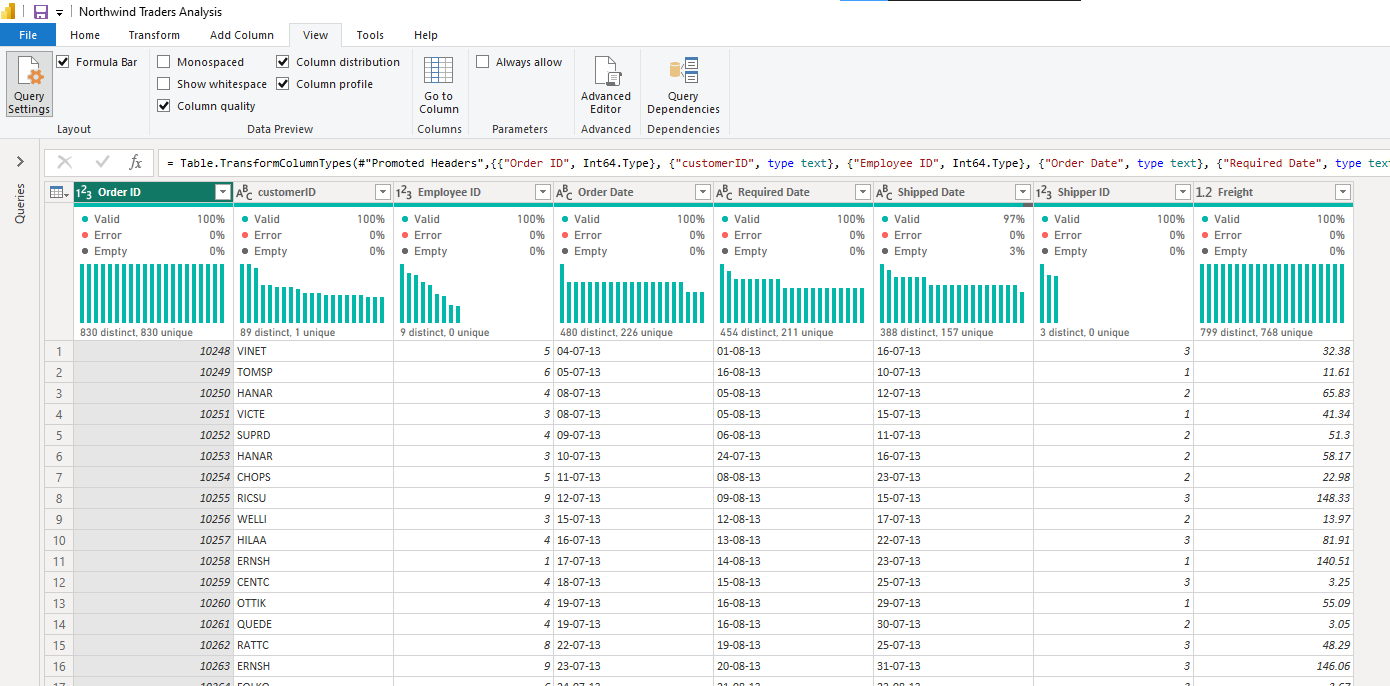 Northwind Traders Analysis
File Home Transform Add Column View Tools Help
Query Settings
Formula Bar
Layout
Monospaced
Show whitespace
Column quality
Column distribution
Column profile
Data Preview
Go to Column
Columns
Always allow
Parameters
Advanced Editor
Advanced
Query Dependencies
Dependencies
Queries
fx = Table.TransformColumnTypes(#"Promoted Headers",{{"Order ID", Int64.Type}, {"customerID", type text}, {"Employee ID", Int64.Type}, {"Order Date", type text}, {"Required Date", type text
1²3 Order ID ABC customerID 1²3 Employee ID ABC Order Date ABC Required Date ABC Shipped Date 1²3 Shipper ID 1.2 Freight
Valid 100% Valid 100% Valid 100% Valid 100% Valid 100% Valid 97% Valid 100% Valid 100%
Error 0% Error 0% Error 0% Error 0% Error 0% Error 0% Error 0% Error 0%
Empty 0% Empty 0% Empty 0% Empty 0% Empty 0% Empty 3% Empty 0% Empty 0%
830 distinct, 830 unique 89 distinct, 1 unique 9 distinct, 0 unique 480 distinct, 226 unique 454 distinct, 211 unique 388 distinct, 157 unique 3 distinct, 0 unique 799 distinct, 768 unique
1 10248 VINET 5 04-07-13 01-08-13 16-07-13 3 32.38
2 10249 TOMSP 6 05-07-13 16-08-13 10-07-13 1 11.61
3 10250 HANAR 4 08-07-13 05-08-13 12-07-13 2 65.83
4 10251 VICTE 3 08-07-13 05-08-13 15-07-13 1 41.34
5 10252 SUPRD 4 09-07-13 06-08-13 11-07-13 2 51.3
6 10253 HANAR 3 10-07-13 24-07-13 16-07-13 2 58.17
7 10254 CHOPS 5 11-07-13 08-08-13 23-07-13 2 22.98
8 10255 RICSU 9 12-07-13 09-08-13 15-07-13 3 148.33
9 10256 WELLI 3 15-07-13 12-08-13 17-07-13 2 13.97
10 10257 HILAA 4 16-07-13 13-08-13 22-07-13 3 81.91
11 10258 ERNSH 1 17-07-13 14-08-13 23-07-13 1 140.51
12 10259 CENTC 4 18-07-13 15-08-13 25-07-13 3 3.25
13 10260 OTTIK 4 19-07-13 16-08-13 29-07-13 1 55.09
14 10261 QUEDE 4 19-07-13 16-08-13 30-07-13 2 3.05
15 10262 RATTC 8 22-07-13 19-08-13 25-07-13 3 48.29
16 10263 ERNSH 9 23-07-13 20-08-13 31-07-13 3 146.06